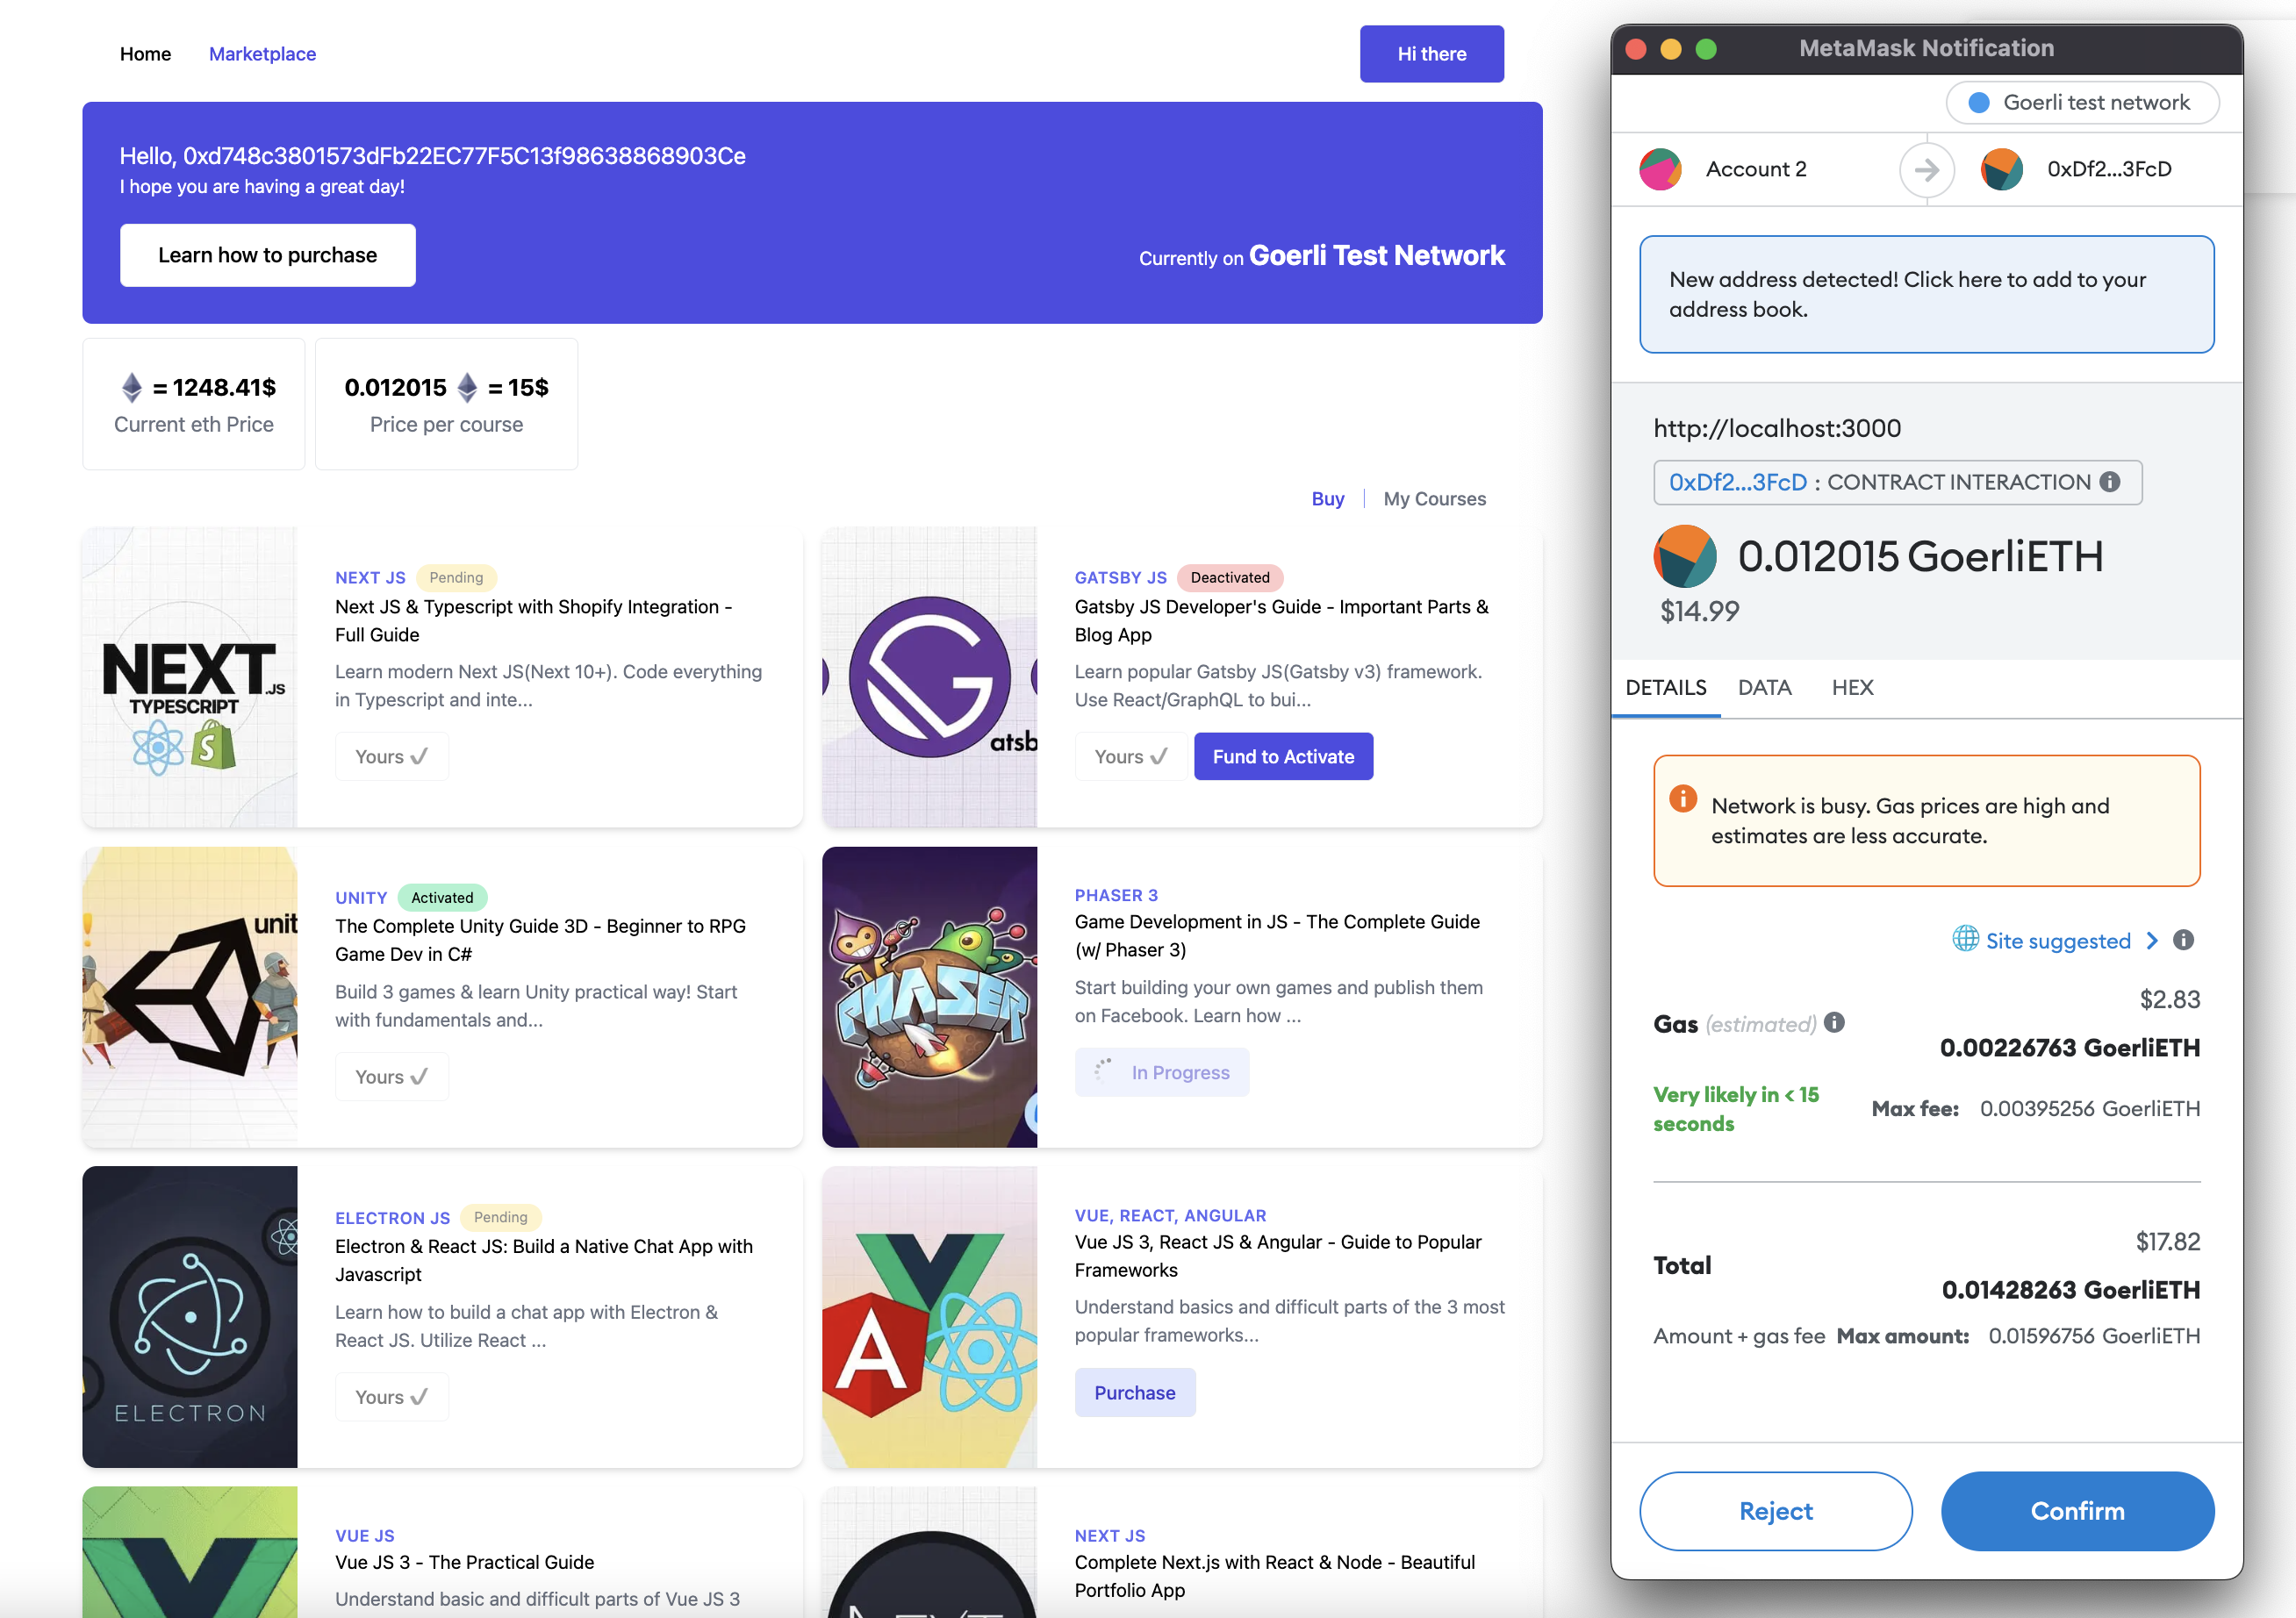 Home
Marketplace
Hi there
Hello, 0xd748c3801573dFb22EC77F5C13f98638868903Ce
I hope you are having a great day!
Learn how to purchase
Currently on Goerli Test Network
= 1248.41$
Current eth Price
0.012015 = 15$
Price per course
Buy
My Courses
NEXT.JS
TYPESCRIPT
NEXT JS Pending
Next JS & Typescript with Shopify Integration -
Full Guide
Learn modern Next JS(Next 10+). Code everything
in Typescript and inte...
Yours
atsb
GATSBY JS Deactivated
Gatsby JS Developer's Guide - Important Parts &
Blog App
Learn popular Gatsby JS(Gatsby v3) framework.
Use React/GraphQL to bui...
Yours
Fund to Activate
unit
UNITY Activated
The Complete Unity Guide 3D - Beginner to RPG
Game Dev in C#
Build 3 games & learn Unity practical way! Start
with fundamentals and...
Yours
PHASER
PHASER 3
Game Development in JS - The Complete Guide
(w/ Phaser 3)
Start building your own games and publish them
on Facebook. Learn how ...
In Progress
ELECTRON
ELECTRON JS Pending
Electron & React JS: Build a Native Chat App with
Javascript
Learn how to build a chat app with Electron &
React JS. Utilize React ...
Yours
A
VUE, REACT, ANGULAR
Vue JS 3, React JS & Angular - Guide to Popular
Frameworks
Understand basics and difficult parts of the 3 most
popular frameworks...
Purchase
VUE JS
Vue JS 3 - The Practical Guide
Understand basic and difficult parts of Vue JS 3
NEXT JS
Complete Next.js with React & Node - Beautiful
Portfolio App
MetaMask Notification
Goerli test network
Account 2
0xDf2...3FcD
New address detected! Click here to add to your
address book.
http://localhost:3000
0xDf2...3FcD : CONTRACT INTERACTION
0.012015 GoerliETH
$14.99
DETAILS
DATA
HEX
Network is busy. Gas prices are high and
estimates are less accurate.
Site suggested
$2.83
Gas (estimated)
0.00226763 GoerliETH
Very likely in < 15
seconds
Max fee: 0.00395256 GoerliETH
$17.82
Total
0.01428263 GoerliETH
Amount + gas fee Max amount: 0.01596756 GoerliETH
Reject
Confirm